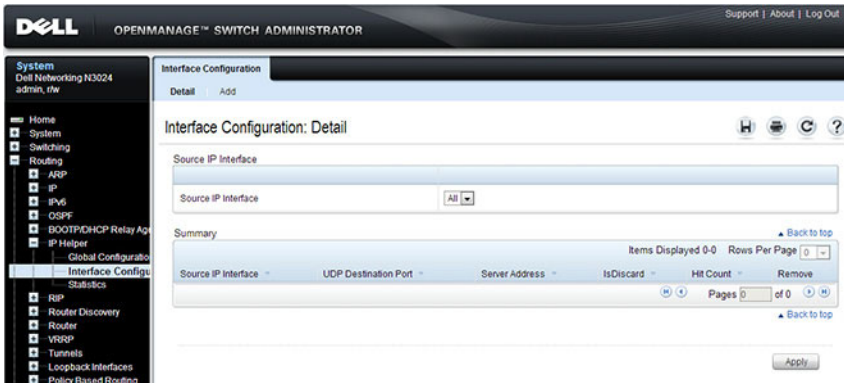 Support | About | Log Out
DELL OPENMANAGE™ SWITCH ADMINISTRATOR
System
Dell Networking N3024
admin, r/w
Home
System
Switching
Routing
ARP
IP
IPv6
OSPF
BOOTP/DHCP Relay Age
IP Helper
Global Configuratio
Interface Configu
Statistics
RIP
Router Discovery
Router
VRRP
Tunnels
Loopback Interfaces
Policy Based Routing
Interface Configuration
Detail Add
Interface Configuration: Detail
Source IP Interface
Source IP Interface All
Summary Back to top
Items Displayed 0-0 Rows Per Page 0
Source IP Interface UDP Destination Port Server Address IsDiscard Hit Count Remove
Pages 0 of 0
Back to top
Apply